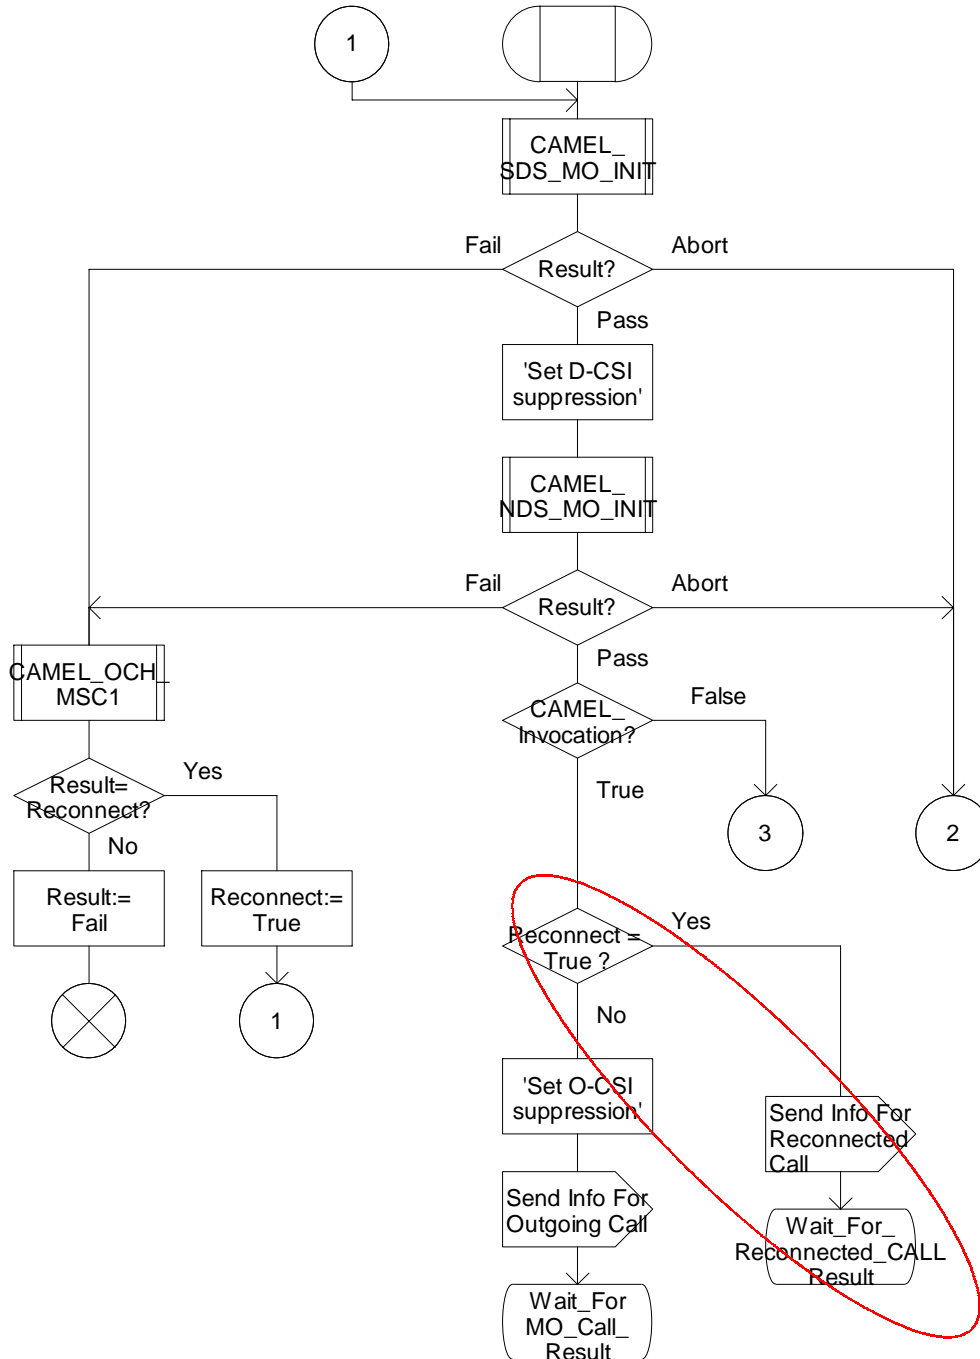 1
CAMEL_
SDS_MO_INIT
Fail
Abort
Result?
Pass
'Set D-CSI
suppression'
CAMEL_
NDS_MO_INIT
Fail
Abort
Result?
Pass
CAMEL_OCH_
MSC1
CAMEL_
Invocation?
False
True
Result=
Reconnect?
Yes
No
3
2
Result:=
Fail
Reconnect:=
True
Reconnect =
True ?
Yes
No
1
'Set O-CSI
suppression'
Send Info For
Reconnected
Call
Send Info For
Outgoing Call
Wait_For_
Reconnected_CALL
Result
Wait_For
MO_Call_
Result